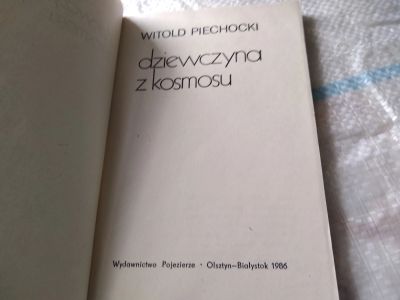 WITOLD PIECHOCKI
dziewczyna
z kosmosu
Wydawnictwo Pojezierze • Olsztyn—Białystok 1986